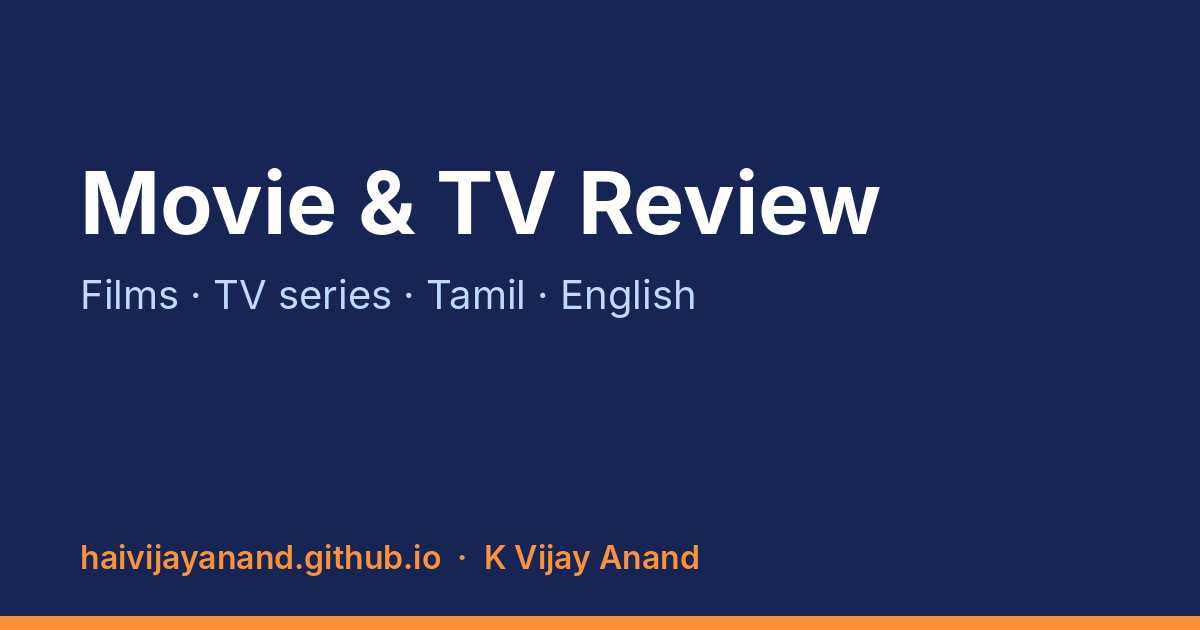 Movie & TV Review
Films · TV series · Tamil · English
haivijayanand.github.io · K Vijay Anand